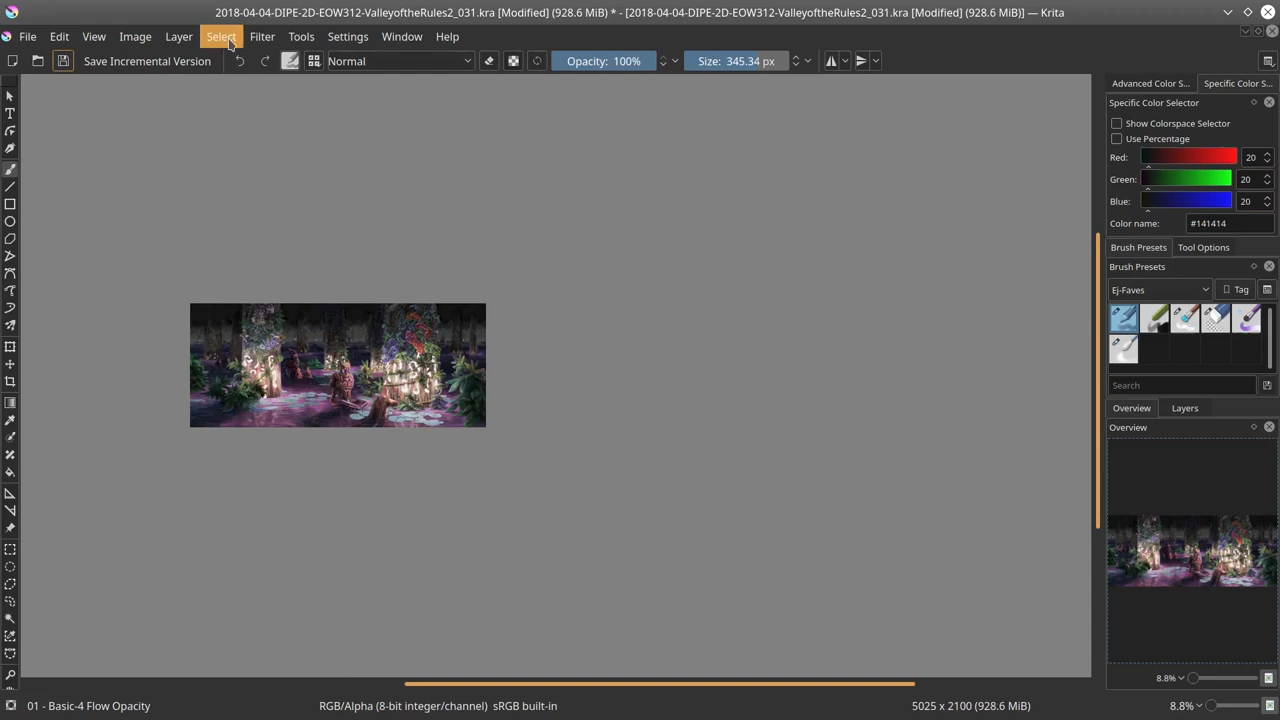 2018-04-04-DIPE-2D-EOW312-ValleyoftheRules2_031.kra [Modified] (928.6 MiB) * - [2018-04-04-DIPE-2D-EOW312-ValleyoftheRules2_031.kra [Modified] (928.6 MiB)] — Krita
File Edit View Image Layer Select Filter Tools Settings Window Help
Save Incremental Version Normal Opacity: 100% Size: 345.34 px
Advanced Color S... Specific Color S...
Specific Color Selector
Show Colorspace Selector
Use Percentage
Red: 20
Green: 20
Blue: 20
Color name: #141414
Brush Presets Tool Options
Brush Presets
Ej-Faves Tag
Search
Overview Layers
Overview
8.8%
01 - Basic-4 Flow Opacity RGB/Alpha (8-bit integer/channel) sRGB built-in 5025 x 2100 (928.6 MiB) 8.8%